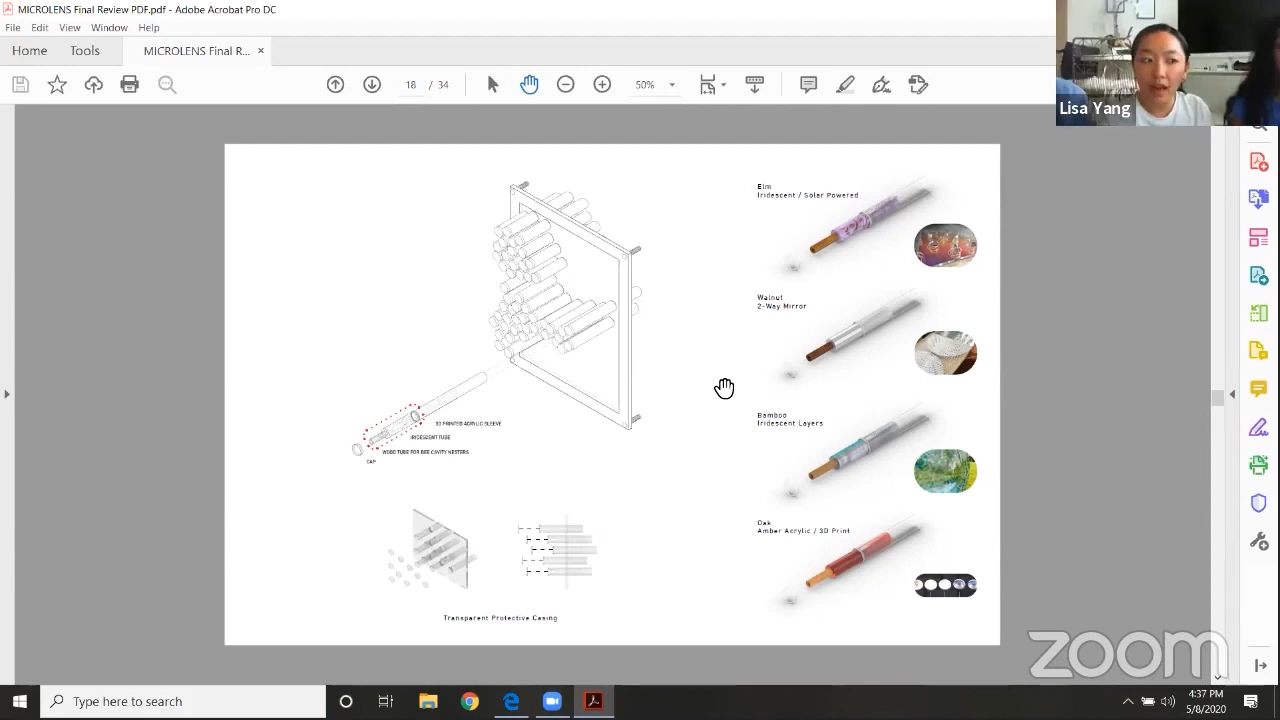 MICROLENS Final Review PDF.pdf - Adobe Acrobat Pro DC
File Edit View Window Help
Home Tools MICROLENS Final R... ×
18 / 34 50%
Lisa Yang
Elm
Iridescent / Solar Powered
Walnut
2-Way Mirror
Bamboo
Iridescent Layers
Oak
Amber Acrylic / 3D Print
3D PRINTED ACRYLIC SLEEVE
IRIDESCENT TUBE
WOOD TUBE FOR BEE CAVITY NESTERS
CAP
Transparent Protective Casing
zoom
Type here to search
4:37 PM
5/8/2020